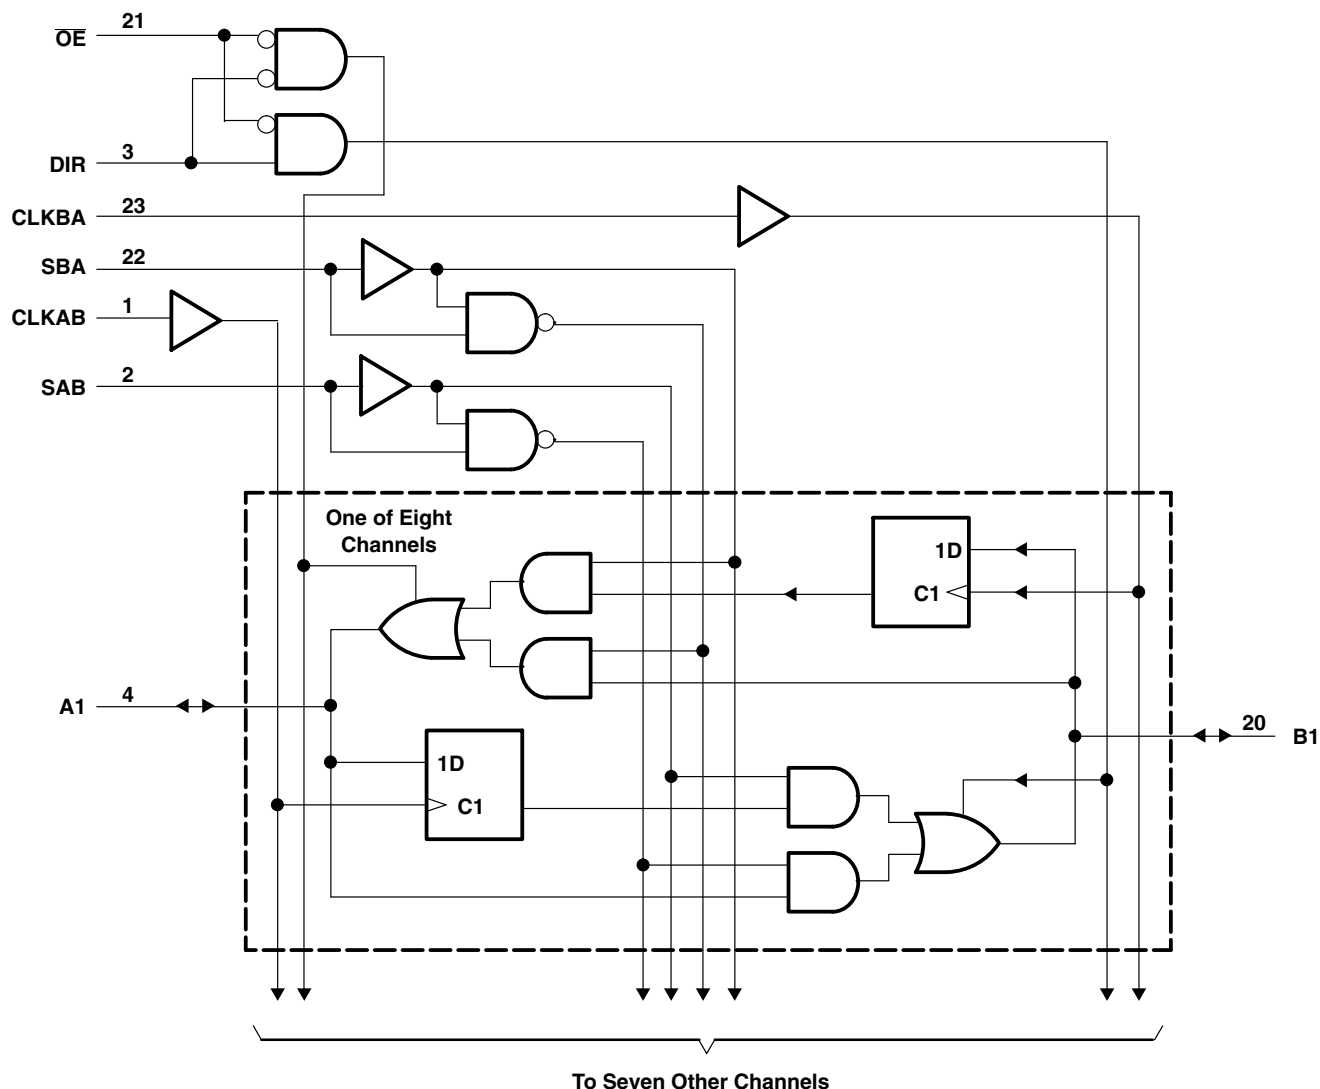 21
O̅E̅
3
DIR
23
CLKBA
22
SBA
1
CLKAB
2
SAB
One of Eight
Channels
1D
C1
4
A1
20
B1
1D
C1
To Seven Other Channels